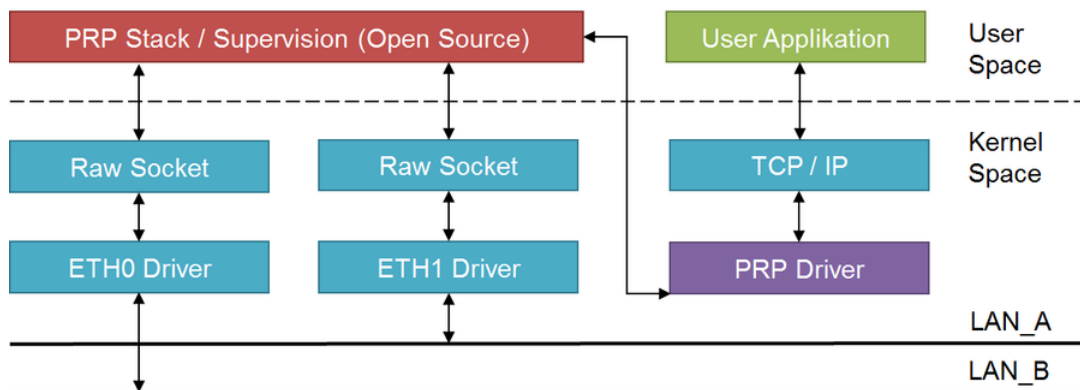 PRP Stack / Supervision (Open Source)
User Applikation
User
Space
Raw Socket
Raw Socket
TCP / IP
Kernel
Space
ETH0 Driver
ETH1 Driver
PRP Driver
LAN_A
LAN_B